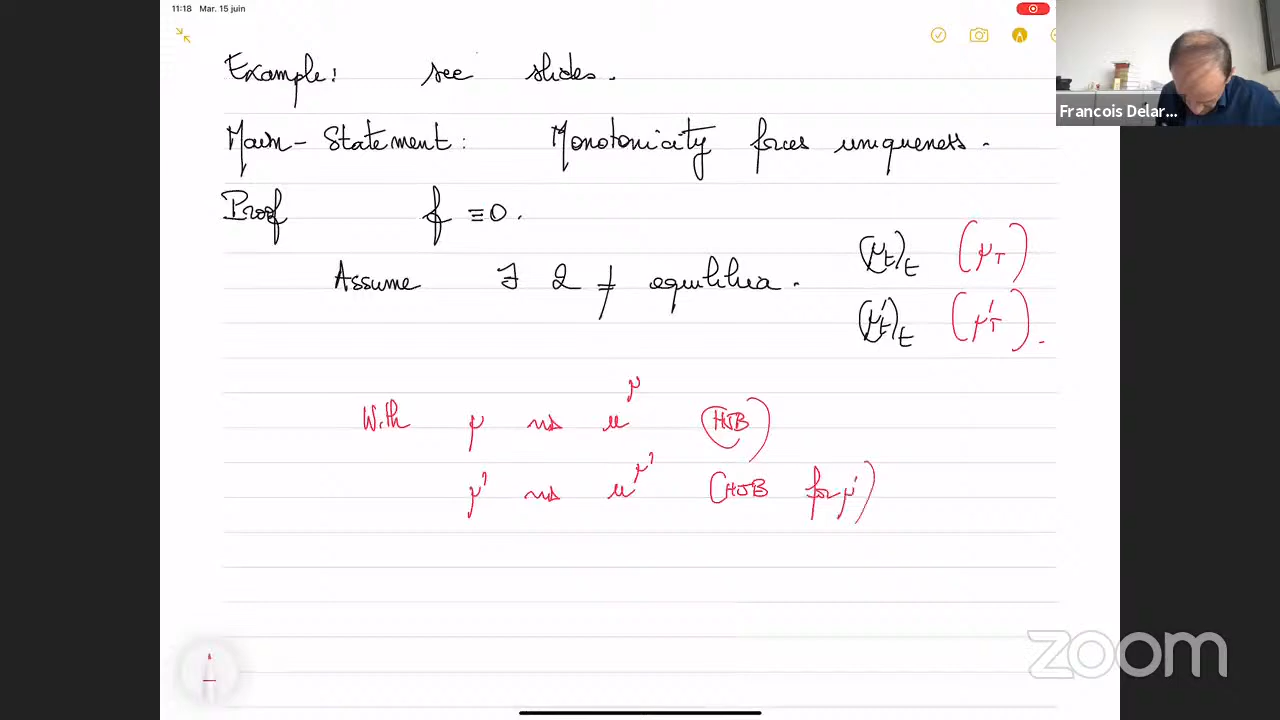 11:18 Mar. 15 juin
Example: see slides.
Main-Statement: Monotonicity forces uniqueness.
Proof f ≡ 0.
(μt)t (μT)
Assume ∃ 2 ≠ equilibria.
(μ't)t (μ'T).
With μ ⇝ u^μ (HJB)
μ' ⇝ u^μ' (HJB for μ')
Francois Delar...
zoom